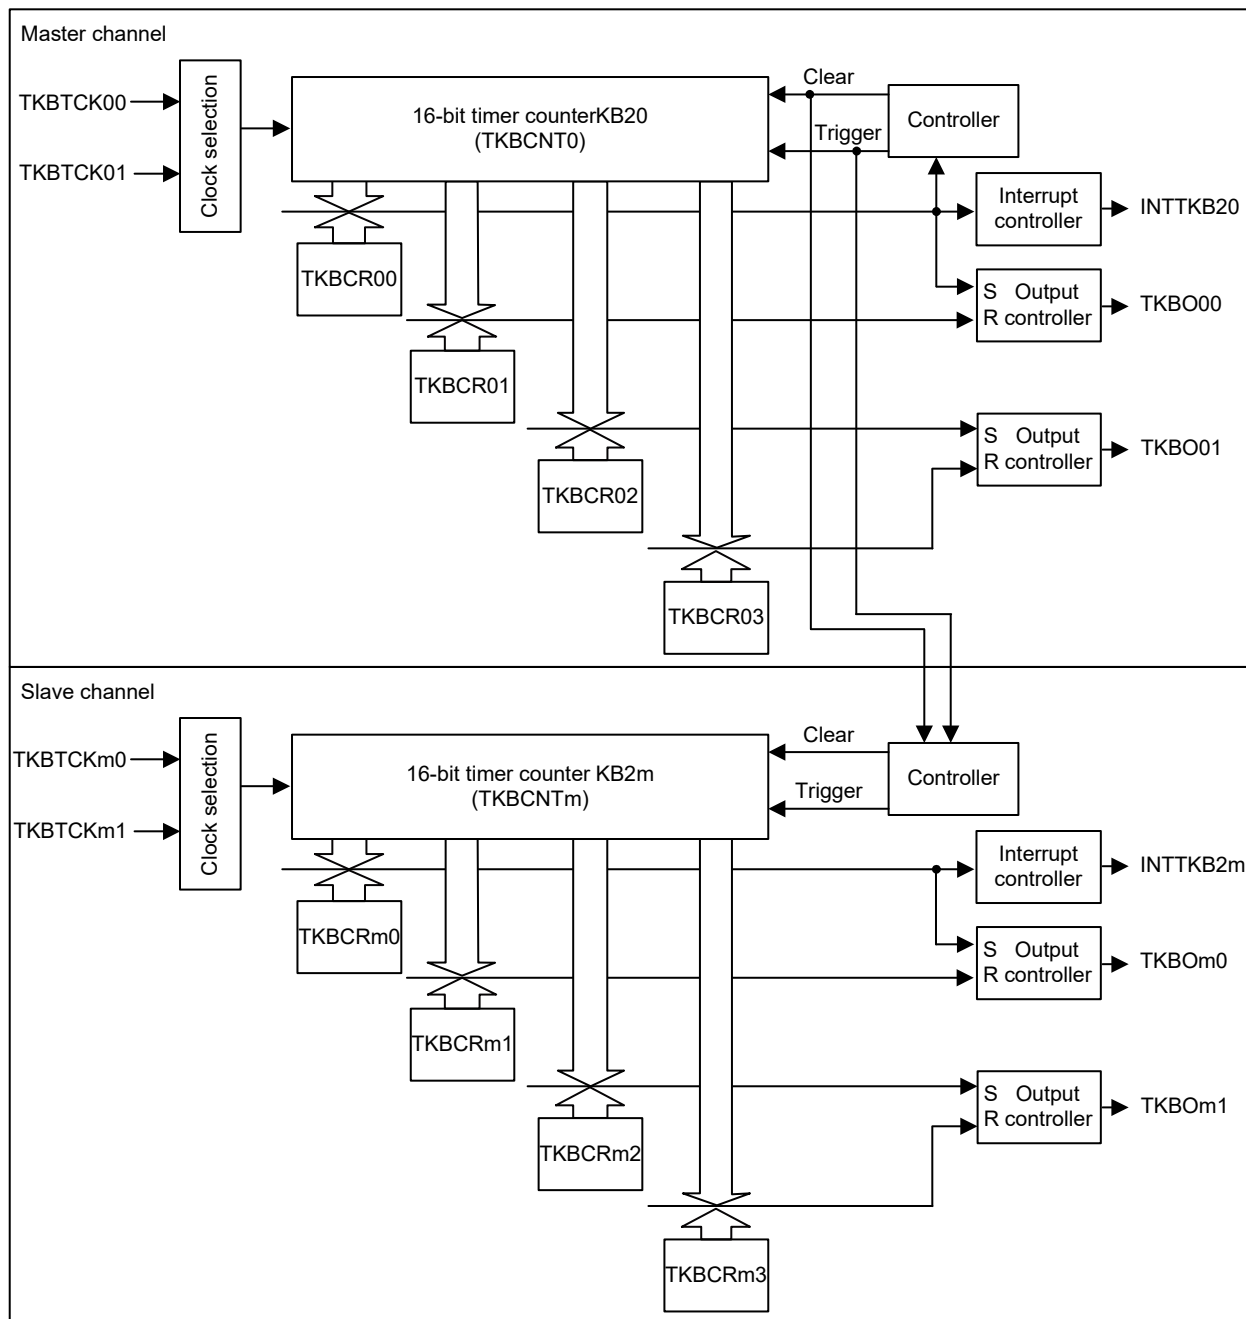 Master channel
TKBTCK00
TKBTCK01
Clock selection
16-bit timer counterKB20
(TKBCNT0)
Clear
Trigger
Controller
Interrupt
controller
INTTKB20
TKBCR00
S Output
R controller
TKBO00
TKBCR01
S Output
R controller
TKBO01
TKBCR02
TKBCR03
Slave channel
TKBTCKm0
TKBTCKm1
Clock selection
16-bit timer counter KB2m
(TKBCNTm)
Clear
Trigger
Controller
Interrupt
controller
INTTKB2m
TKBCRm0
S Output
R controller
TKBOm0
TKBCRm1
S Output
R controller
TKBOm1
TKBCRm2
TKBCRm3